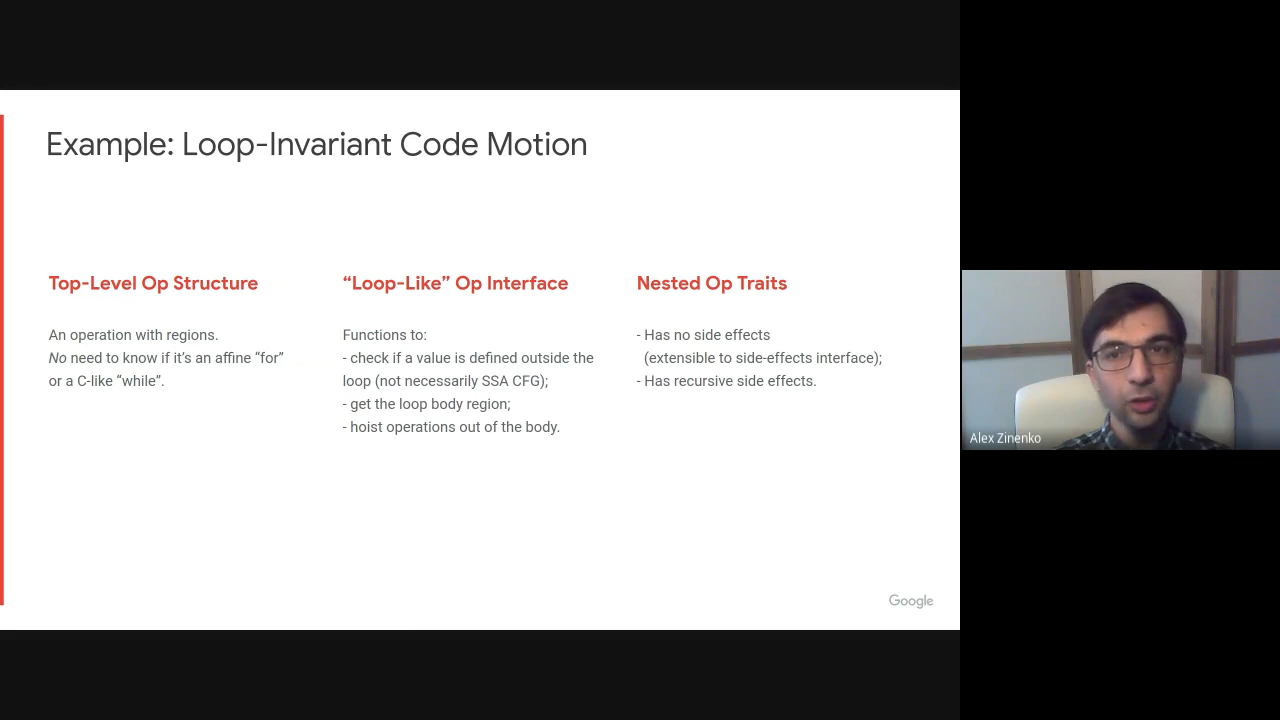 Example: Loop-Invariant Code Motion
Top-Level Op Structure
An operation with regions.
No need to know if it’s an affine “for”
or a C-like “while”.
“Loop-Like” Op Interface
Functions to:
- check if a value is defined outside the
loop (not necessarily SSA CFG);
- get the loop body region;
- hoist operations out of the body.
Nested Op Traits
- Has no side effects
(extensible to side-effects interface);
- Has recursive side effects.
Google
Alex Zinenko